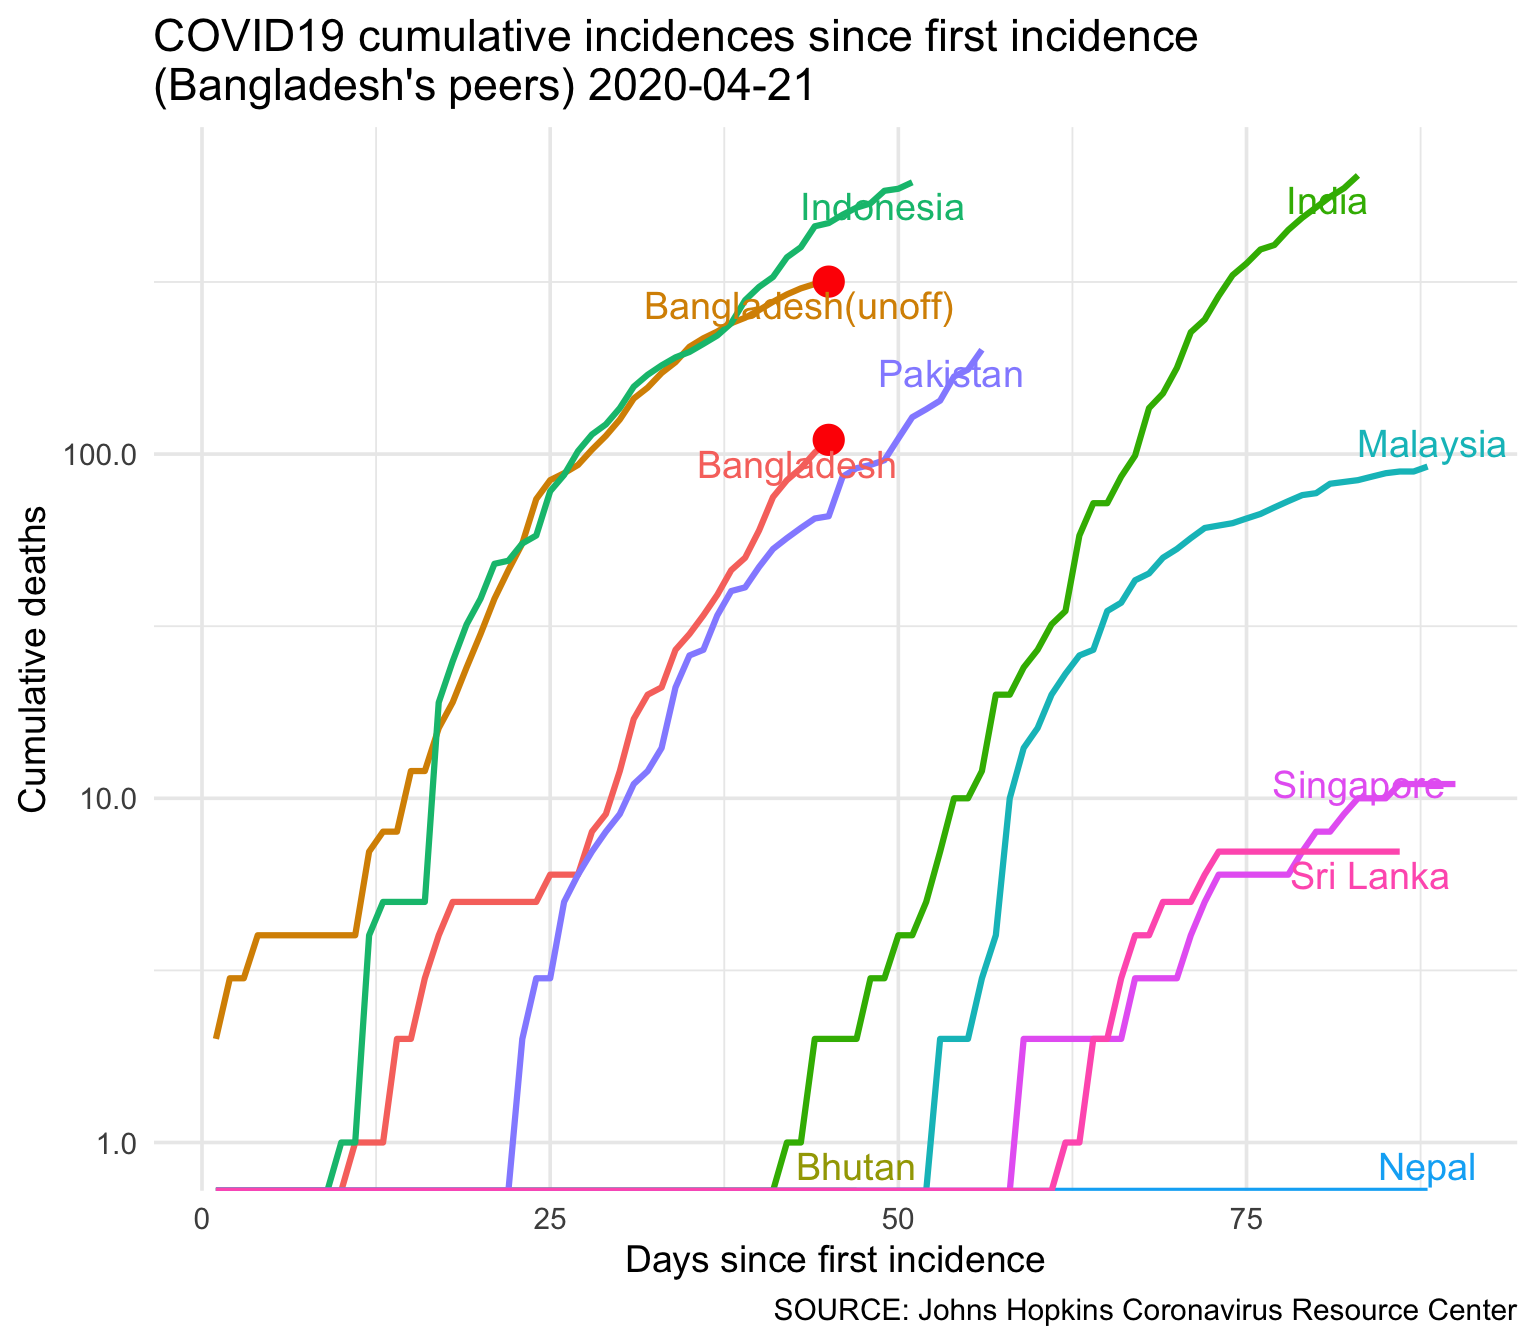 COVID19 cumulative incidences since first incidence
(Bangladesh's peers) 2020-04-21
Indonesia
India
Bangladesh(unoff)
Pakistan
Bangladesh
Malaysia
Singapore
Sri Lanka
Bhutan
Nepal
Cumulative deaths
100.0
10.0
1.0
0
25
50
75
Days since first incidence
SOURCE: Johns Hopkins Coronavirus Resource Center